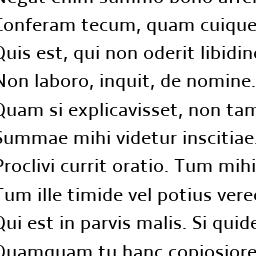 Negat enim summo bono afferre
Conferam tecum, quam cuique
Quis est, qui non oderit libidin
Non laboro, inquit, de nomine.
Quam si explicavisset, non tam
Summae mihi videtur inscitiae.
Proclivi currit oratio. Tum mihi
Tum ille timide vel potius vere
Qui est in parvis malis. Si quide
Quamquam tu hanc copiosiore